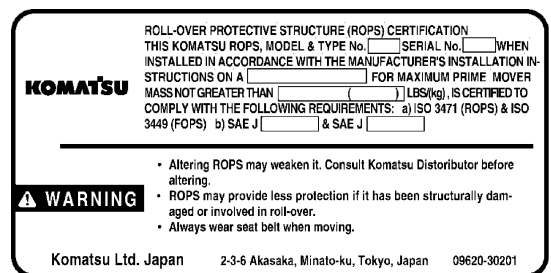 ROLL-OVER PROTECTIVE STRUCTURE (ROPS) CERTIFICATION
THIS KOMATSU ROPS, MODEL & TYPE No. SERIAL No. WHEN
INSTALLED IN ACCORDANCE WITH THE MANUFACTURER'S INSTALLATION IN-
STRUCTIONS ON A FOR MAXIMUM PRIME MOVER
MASS NOT GREATER THAN ( ) LBS/(kg) , IS CERTIFIED TO
COMPLY WITH THE FOLLOWING REQUIREMENTS: a) ISO 3471 (ROPS) & ISO
3449 (FOPS) b) SAE J & SAE J
KOMATSU
• Altering ROPS may weaken it. Consult Komatsu Distoributor before
altering.
• ROPS may provide less protection if it has been structurally dam-
aged or involved in roll-over.
• Always wear seat belt when moving.
WARNING
Komatsu Ltd. Japan 2-3-6 Akasaka, Minato-ku, Tokyo, Japan 09620-30201